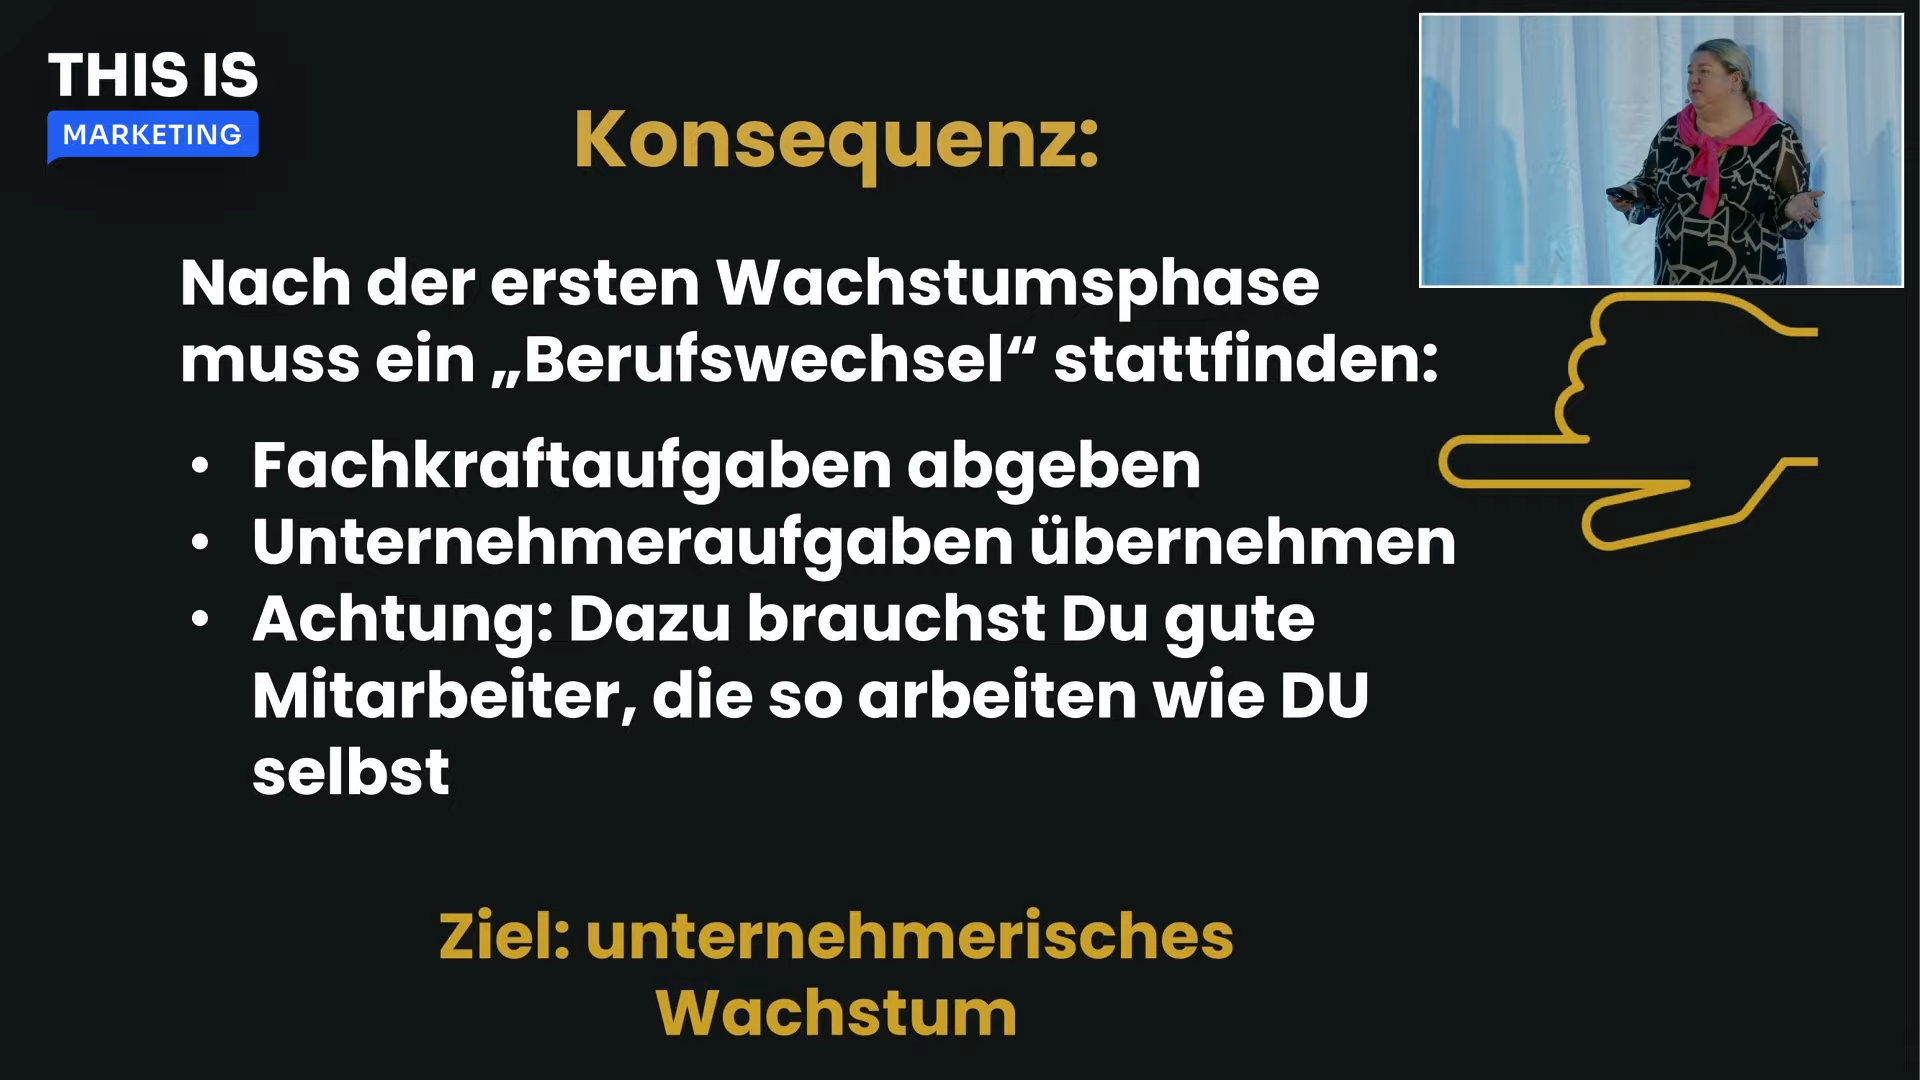 THIS IS
MARKETING
Konsequenz:
Nach der ersten Wachstumsphase
muss ein „Berufswechsel“ stattfinden:
• Fachkraftaufgaben abgeben
• Unternehmeraufgaben übernehmen
• Achtung: Dazu brauchst Du gute
Mitarbeiter, die so arbeiten wie DU
selbst
Ziel: unternehmerisches
Wachstum